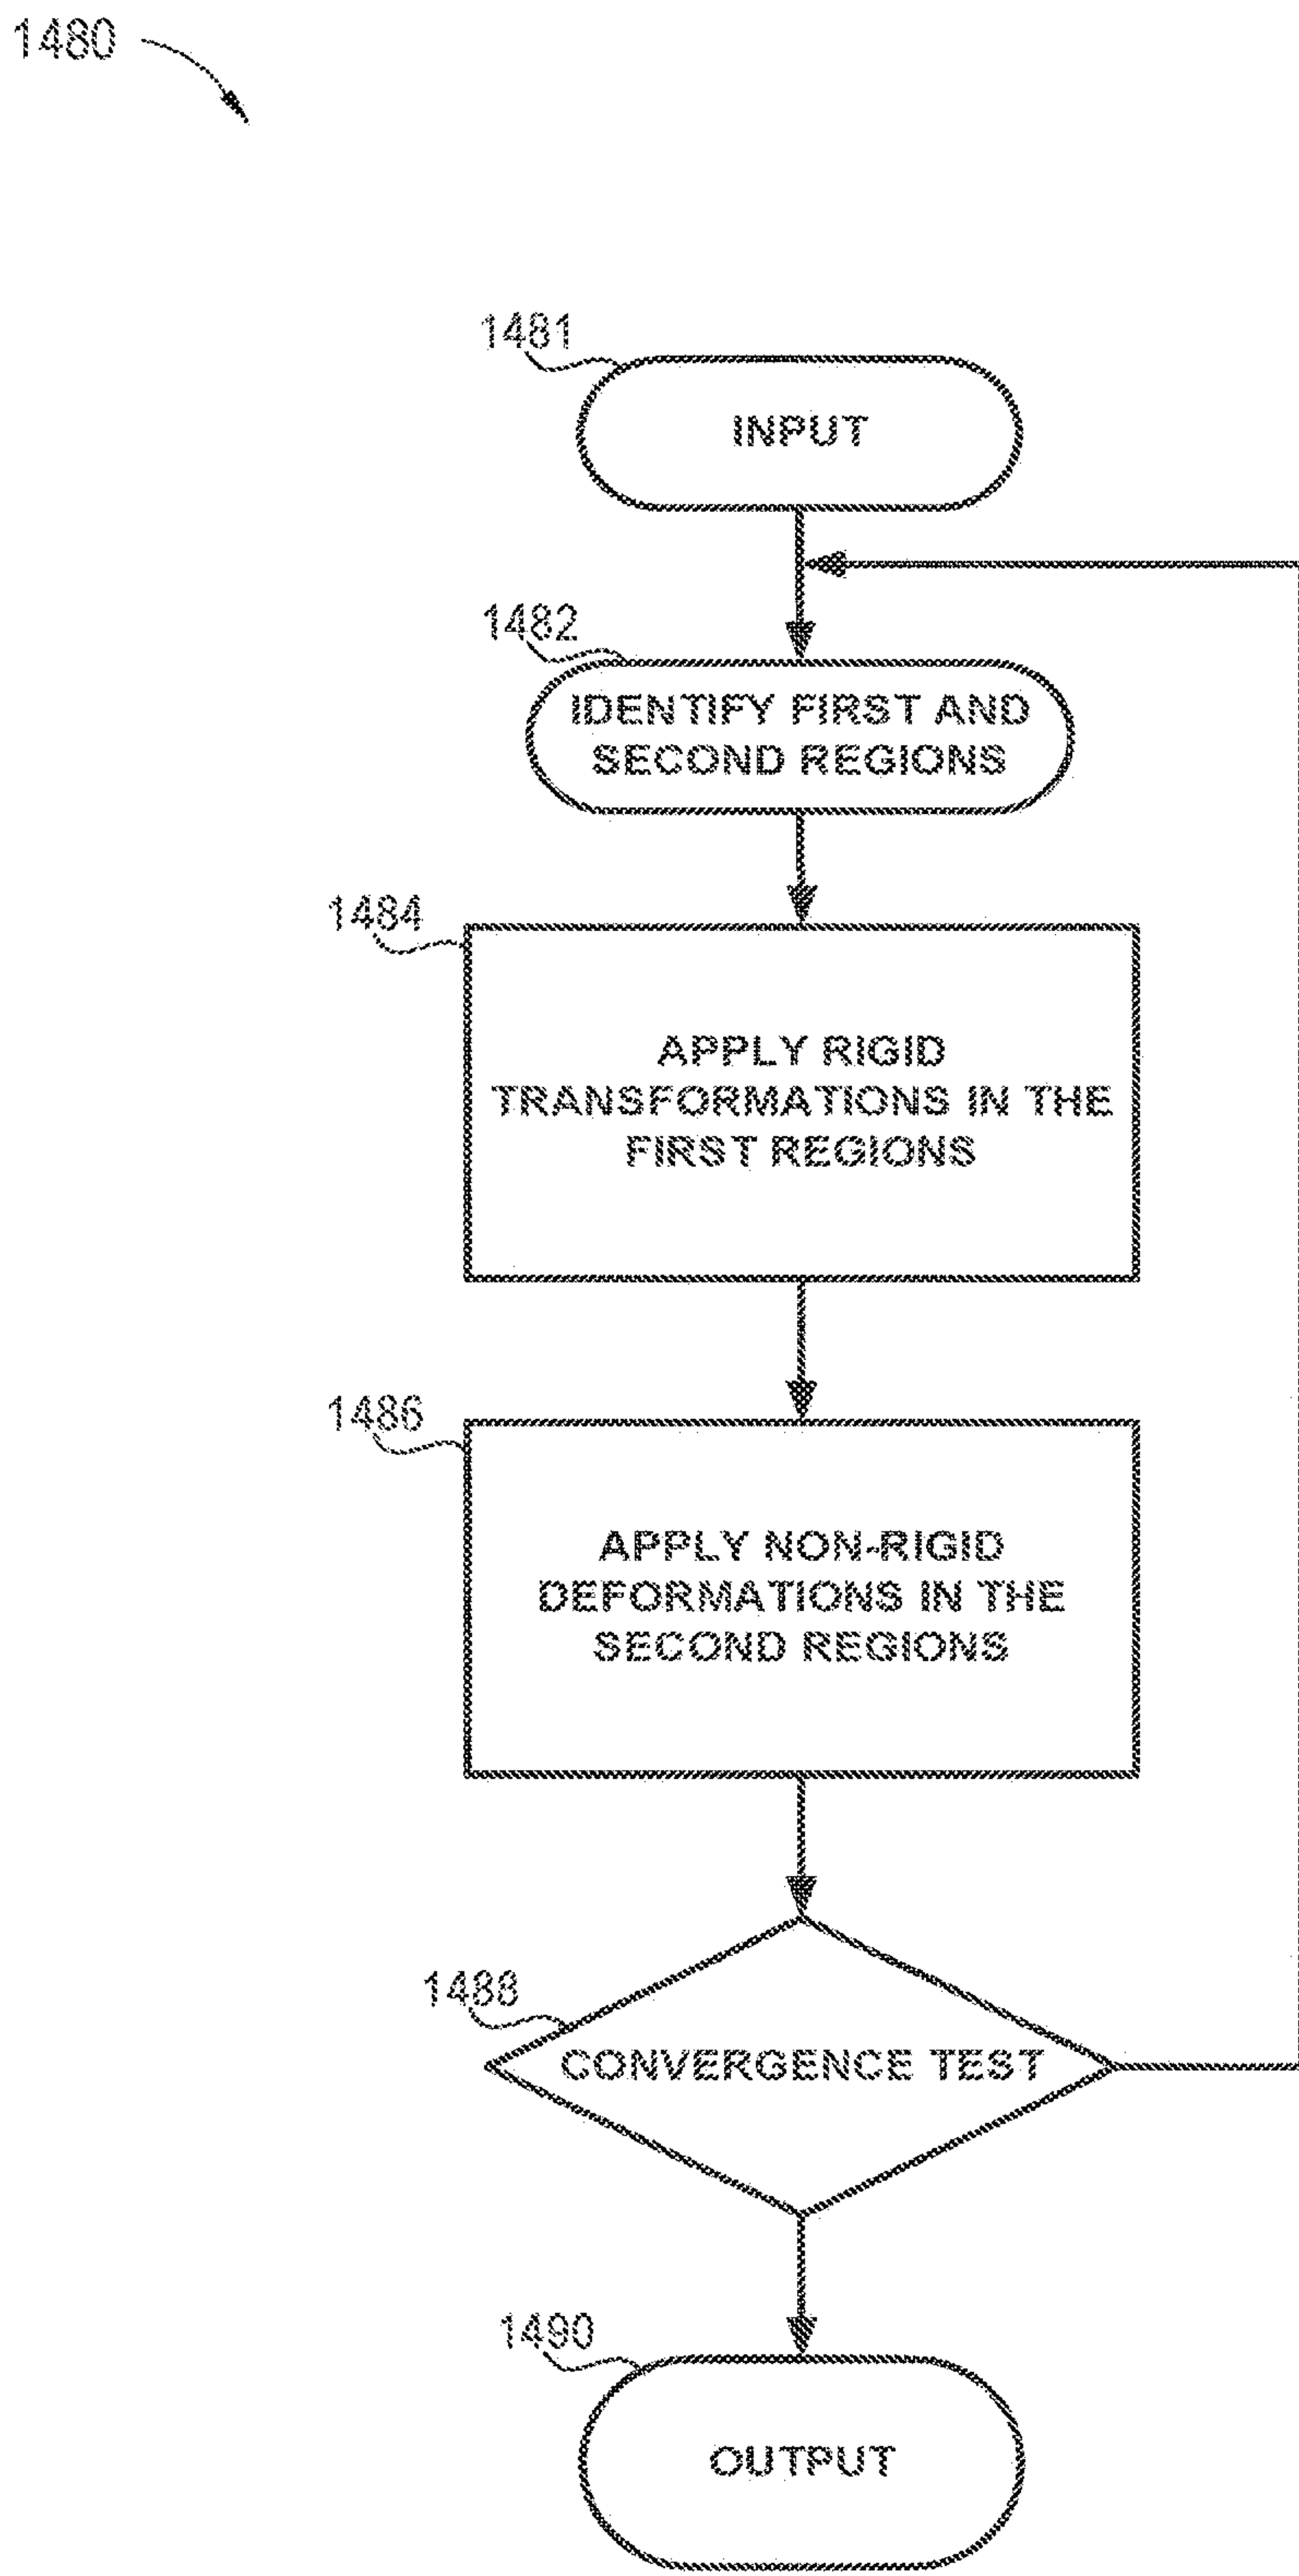 1480
1481
INPUT
1482
IDENTIFY FIRST AND
SECOND REGIONS
1484
APPLY RIGID
TRANSFORMATIONS IN THE
FIRST REGIONS
1486
APPLY NON-RIGID
DEFORMATIONS IN THE
SECOND REGIONS
1488
CONVERGENCE TEST
1490
OUTPUT